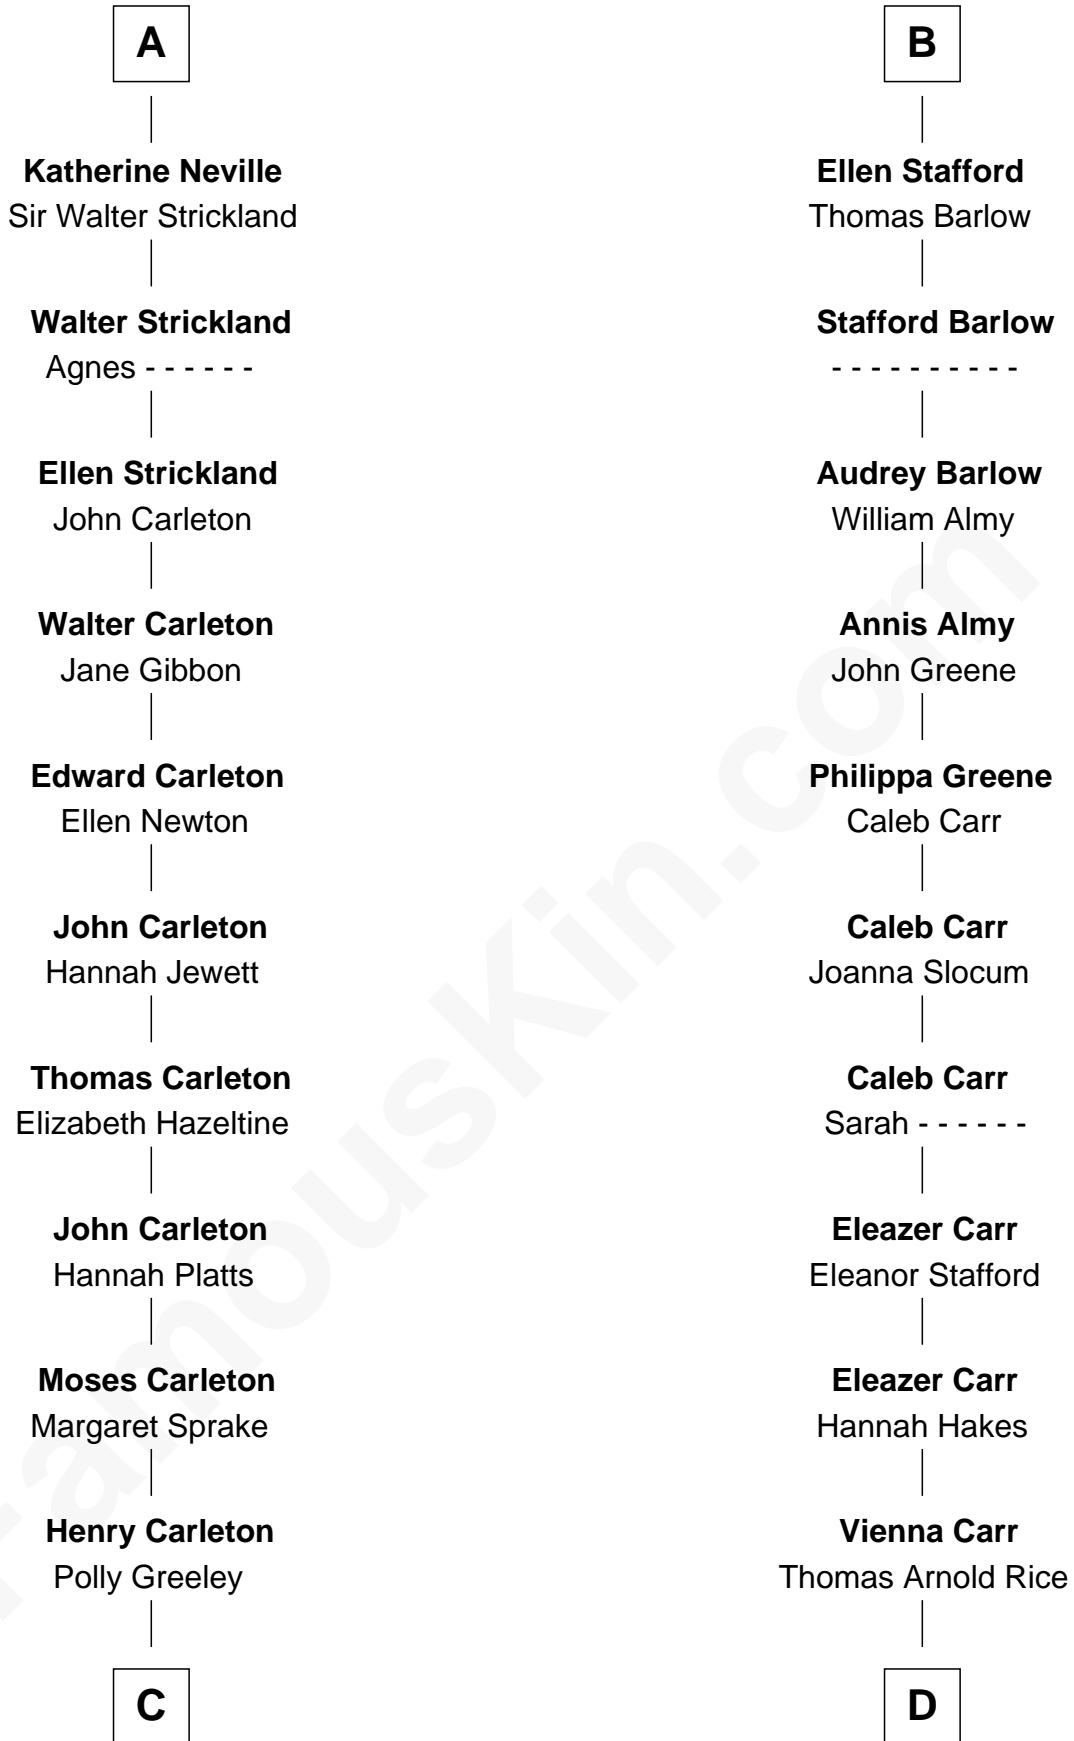 A
Katherine Neville
Sir Walter Strickland
Walter Strickland
Agnes - - - - - -
Ellen Strickland
John Carleton
Walter Carleton
Jane Gibbon
Edward Carleton
Ellen Newton
John Carleton
Hannah Jewett
Thomas Carleton
Elizabeth Hazeltine
John Carleton
Hannah Platts
Moses Carleton
Margaret Sprake
Henry Carleton
Polly Greeley
C
B
Ellen Stafford
Thomas Barlow
Stafford Barlow
- - - - - - - - - -
Audrey Barlow
William Almy
Annis Almy
John Greene
Philippa Greene
Caleb Carr
Caleb Carr
Joanna Slocum
Caleb Carr
Sarah - - - - - -
Eleazer Carr
Eleanor Stafford
Eleazer Carr
Hannah Hakes
Vienna Carr
Thomas Arnold Rice
D
FamousKin.com